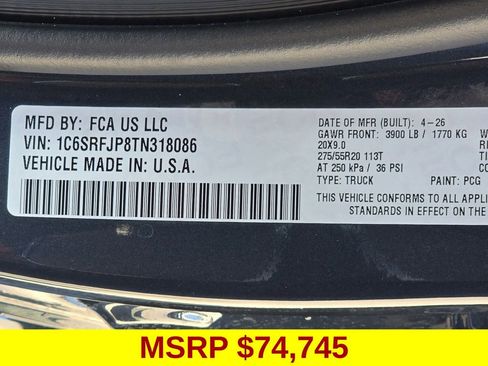 MFD BY: FCA US LLC
VIN: 1C6SRFJP8TN318086
VEHICLE MADE IN: U.S.A.
DATE OF MFR (BUILT): 4-26
GAWR FRONT: 3900 LB / 1770 KG
20X9.0
275/55R20 113T
AT 250 kPa / 36 PSI
TYPE: TRUCK PAINT: PCG
THIS VEHICLE CONFORMS TO ALL
STANDARDS IN EFFECT ON THE
MSRP $74,745